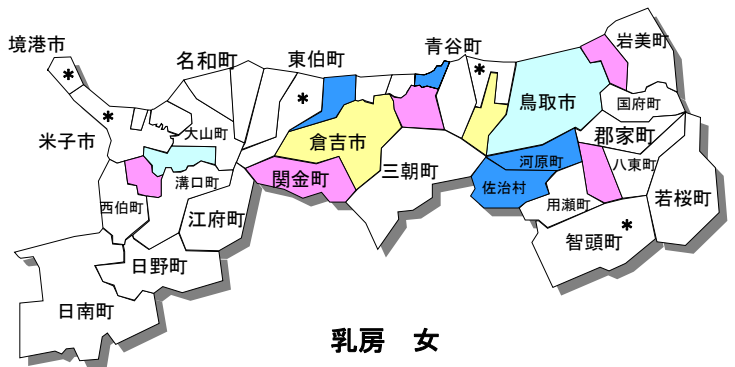 境港市
*
名和町
東伯町
青谷町
岩美町
*
*
*
米子市
大山町
倉吉市
鳥取市
国府町
郡家町
関金町
三朝町
河原町
八東町
溝口町
佐治村
西伯町
江府町
用瀬町
若桜町
*
智頭町
日野町
日南町
乳房 女